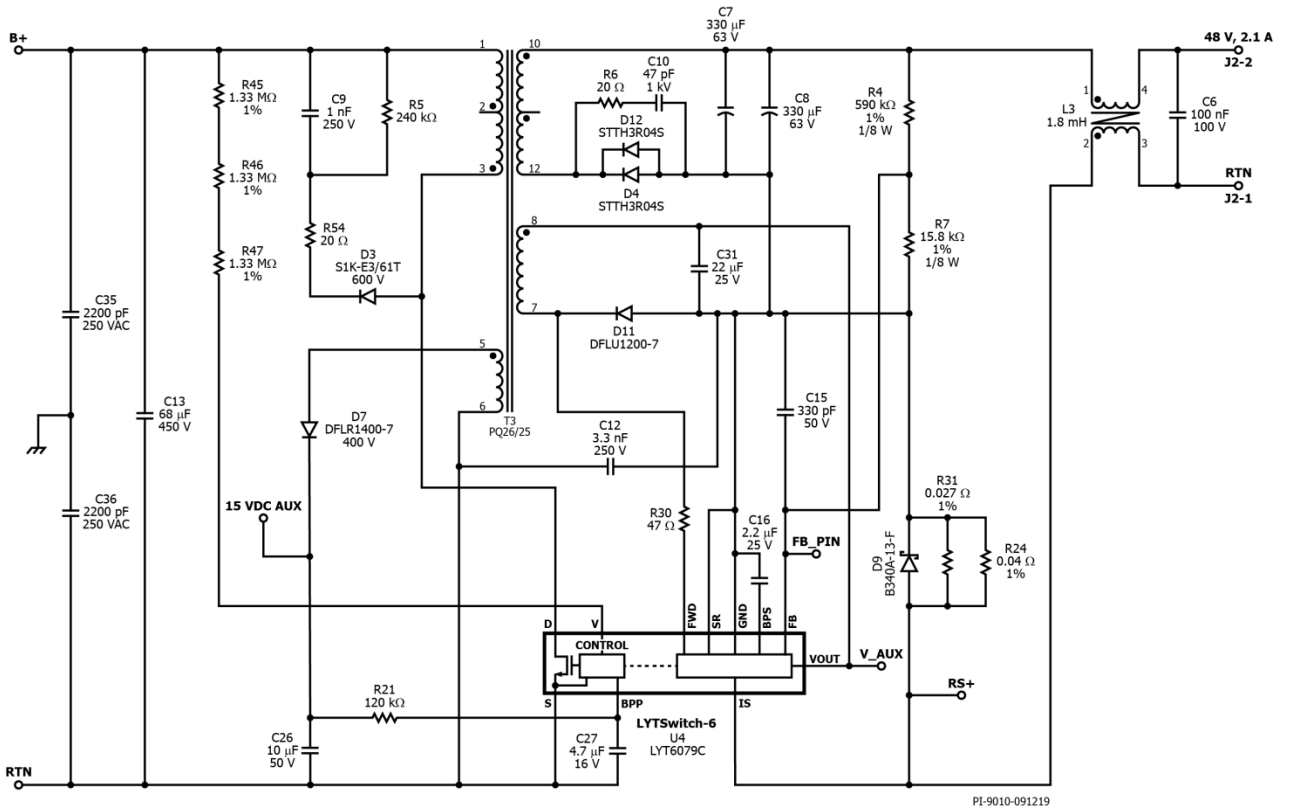 B+
R45
1.33 MΩ
1%
R46
1.33 MΩ
1%
R47
1.33 MΩ
1%
C9
1 nF
250 V
R5
240 kΩ
R54
20 Ω
D3
S1K-E3/61T
600 V
1
2
3
10
12
8
7
5
6
T3
PQ26/25
R6
20 Ω
C10
47 pF
1 kV
D12
STTH3R04S
D4
STTH3R04S
C7
330 μF
63 V
C8
330 μF
63 V
R4
590 kΩ
1%
1/8 W
R7
15.8 kΩ
1%
1/8 W
1
4
L3
1.8 mH
2
3
C6
100 nF
100 V
48 V, 2.1 A
J2-2
RTN
J2-1
C31
22 μF
25 V
D11
DFLU1200-7
C35
2200 pF
250 VAC
C36
2200 pF
250 VAC
C13
68 μF
450 V
D7
DFLR1400-7
400 V
15 VDC AUX
C12
3.3 nF
250 V
C15
330 pF
50 V
R30
47 Ω
C16
2.2 μF
25 V
FB_PIN
D9
B340A-13-F
R31
0.027 Ω
1%
R24
0.04 Ω
1%
D
V
FWD
SR
GND
BPS
FB
CONTROL
VOUT
V_AUX
S
BPP
IS
RS+
LYTSwitch-6
U4
LYT6079C
R21
120 kΩ
C26
10 μF
50 V
C27
4.7 μF
16 V
RTN
PI-9010-091219